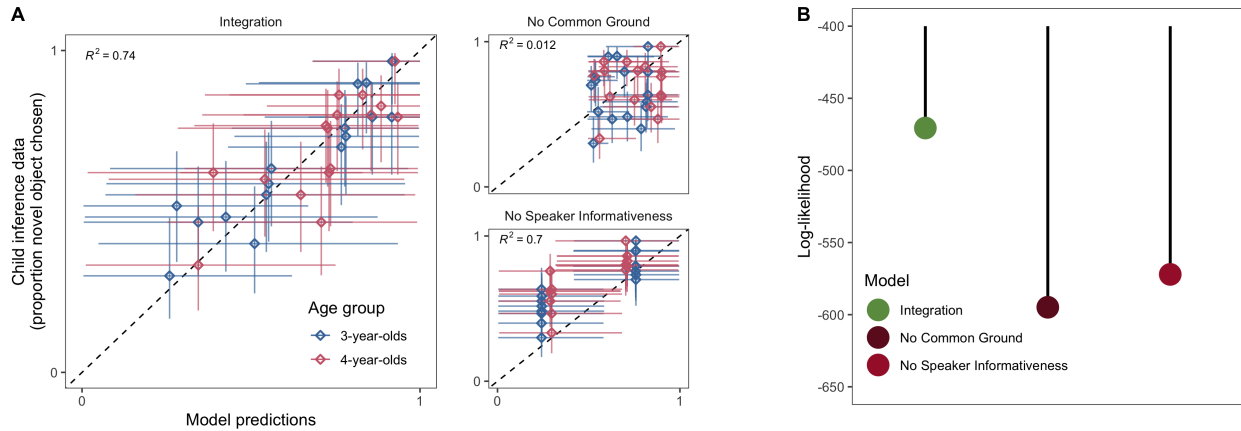 A
Integration
R² = 0.74
1
0
0
1
Child inference data
(proportion novel object chosen)
Model predictions
Age group
3-year-olds
4-year-olds
No Common Ground
R² = 0.012
1
0
No Speaker Informativeness
R² = 0.7
1
0
0
1
B
-400
-450
-500
-550
-600
-650
Log-likelihood
Model
Integration
No Common Ground
No Speaker Informativeness